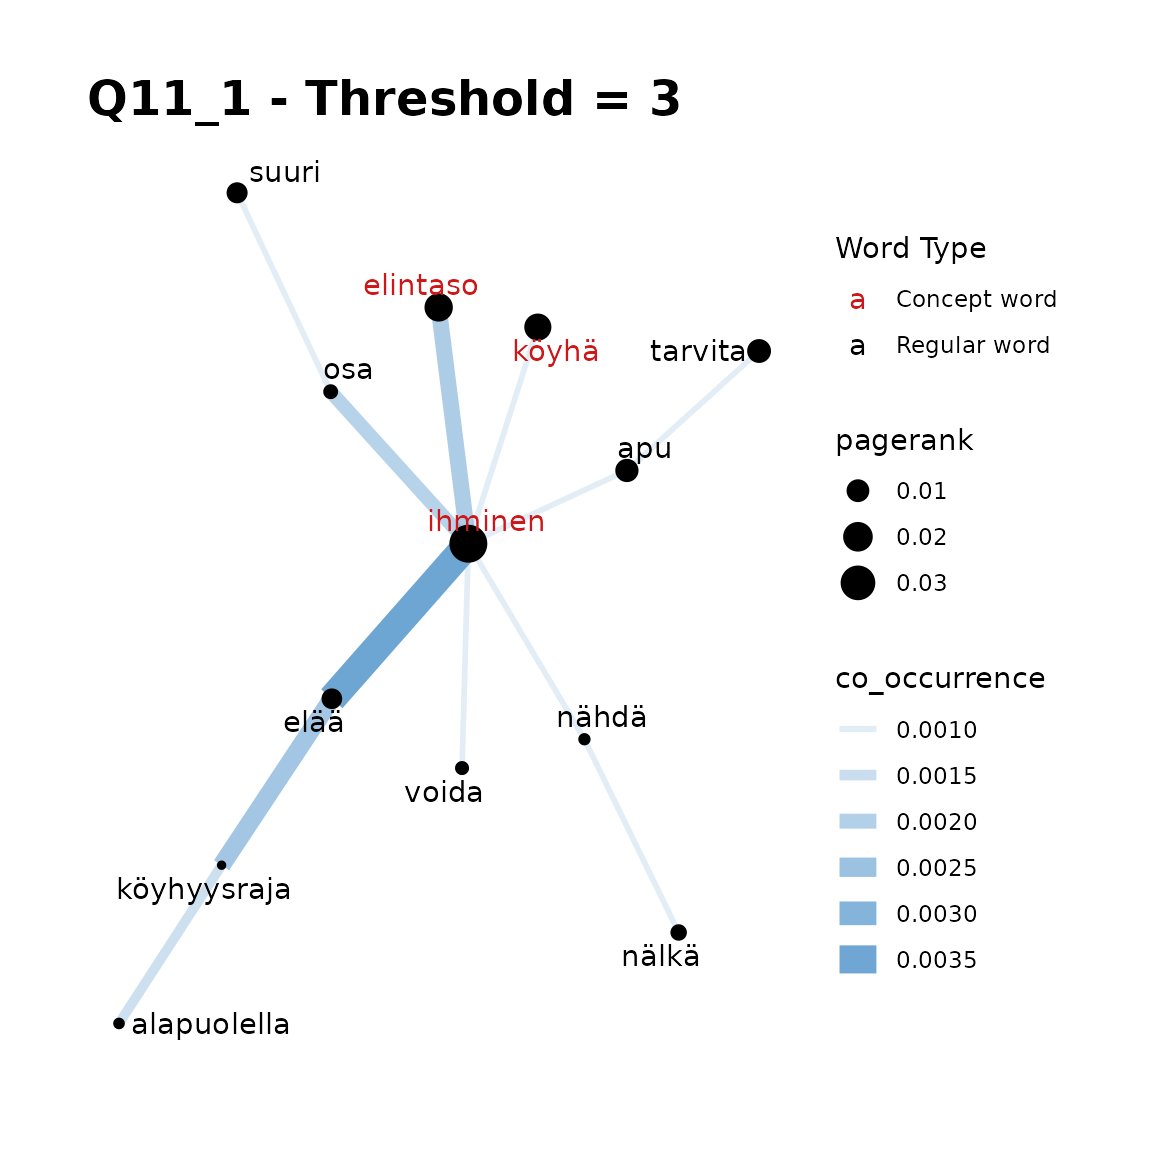 Q11_1 - Threshold = 3
suuri
elintaso
köyhä
tarvita
osa
apu
ihminen
elää
nähdä
voida
köyhyysraja
nälkä
alapuolella
Word Type
a Concept word
a Regular word
pagerank
0.01
0.02
0.03
co_occurrence
0.0010
0.0015
0.0020
0.0025
0.0030
0.0035